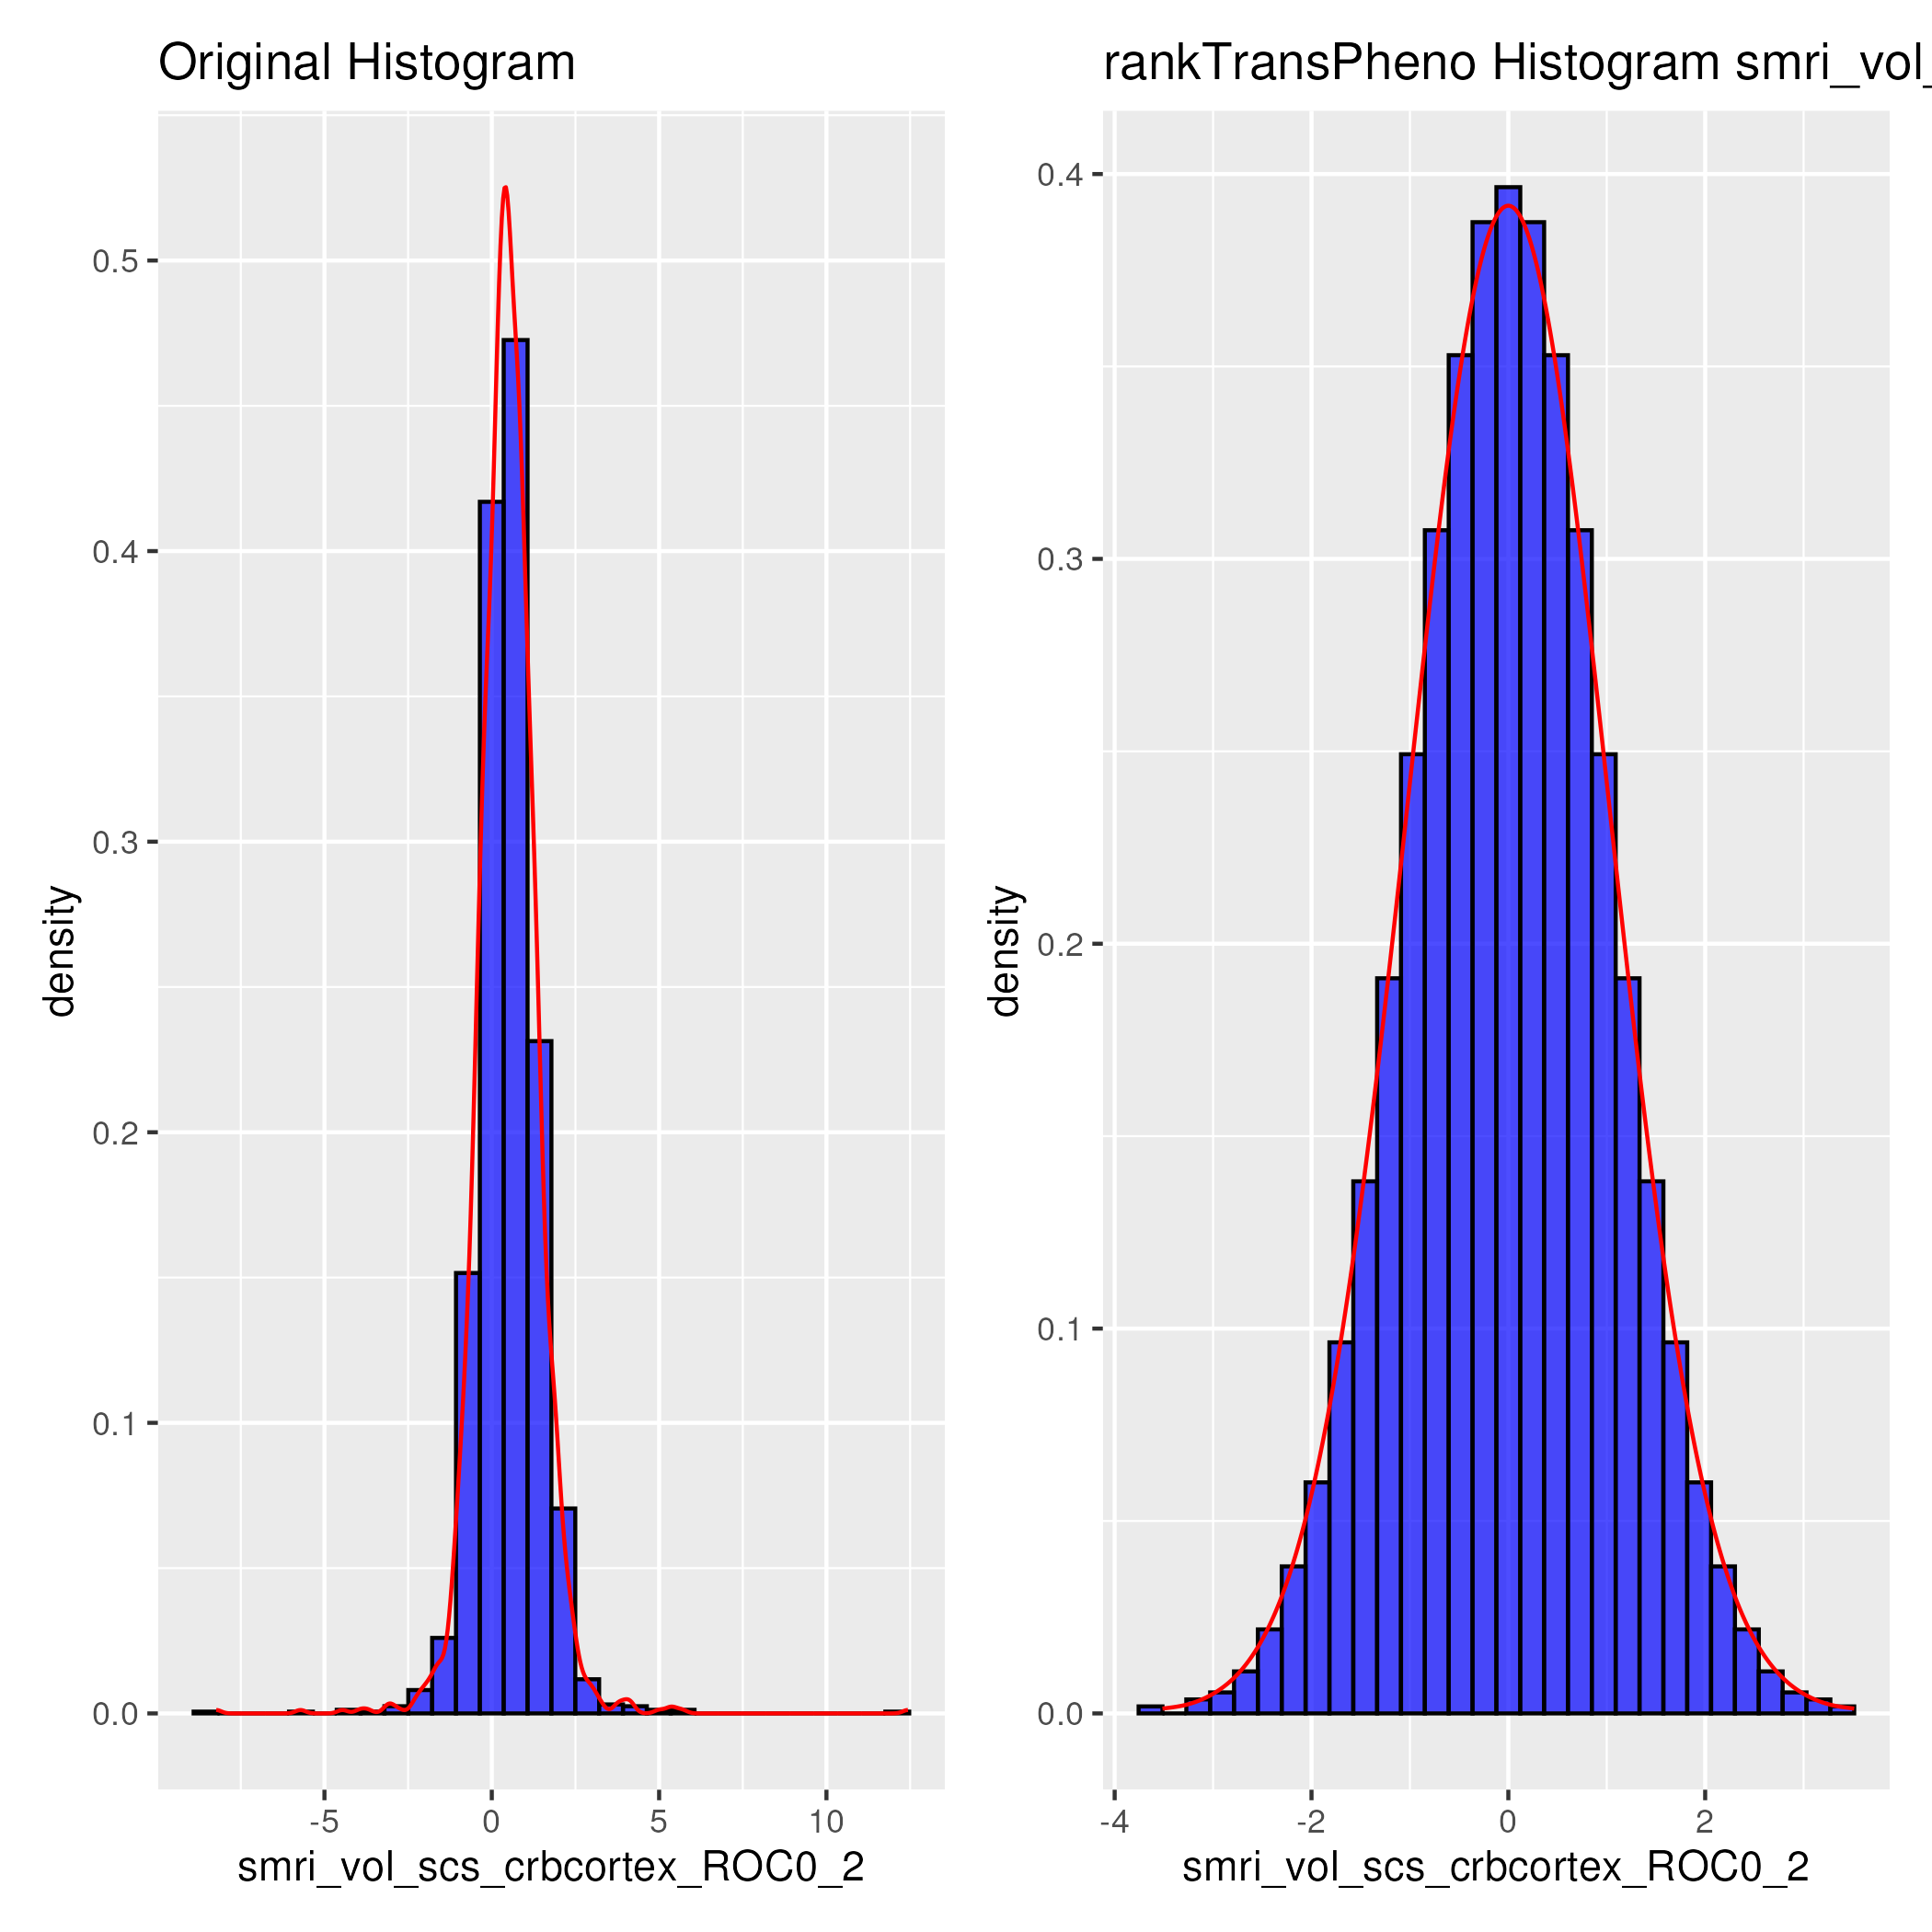 Original Histogram
density
0.5
0.4
0.3
0.2
0.1
0.0
-5 0 5 10
smri_vol_scs_crbcortex_ROC0_2
rankTransPheno Histogram smri_vol_
density
0.4
0.3
0.2
0.1
0.0
-4 -2 0 2
smri_vol_scs_crbcortex_ROC0_2